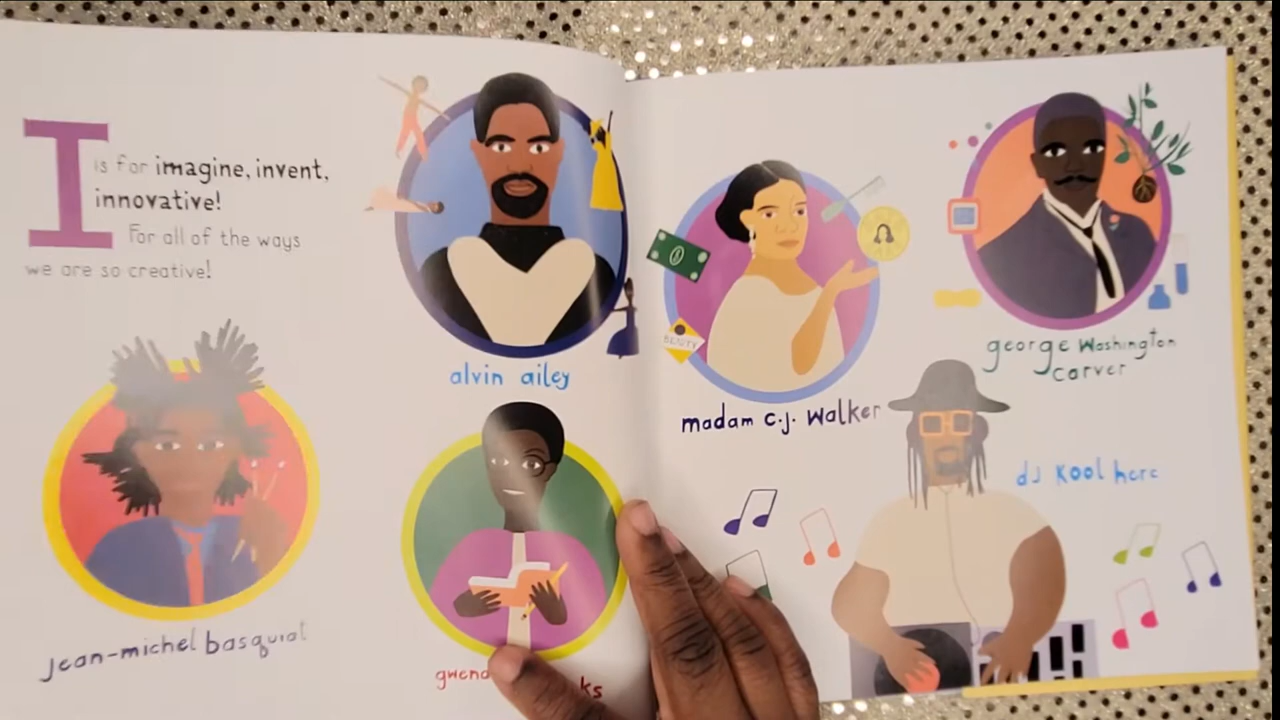 I is for imagine, invent,
innovative!
For all of the ways
we are so creative!
alvin ailey
jean-michel basquiat
gwend ks
BEAUTY
madam c.j. walker
george washington
carver
dj kool herc